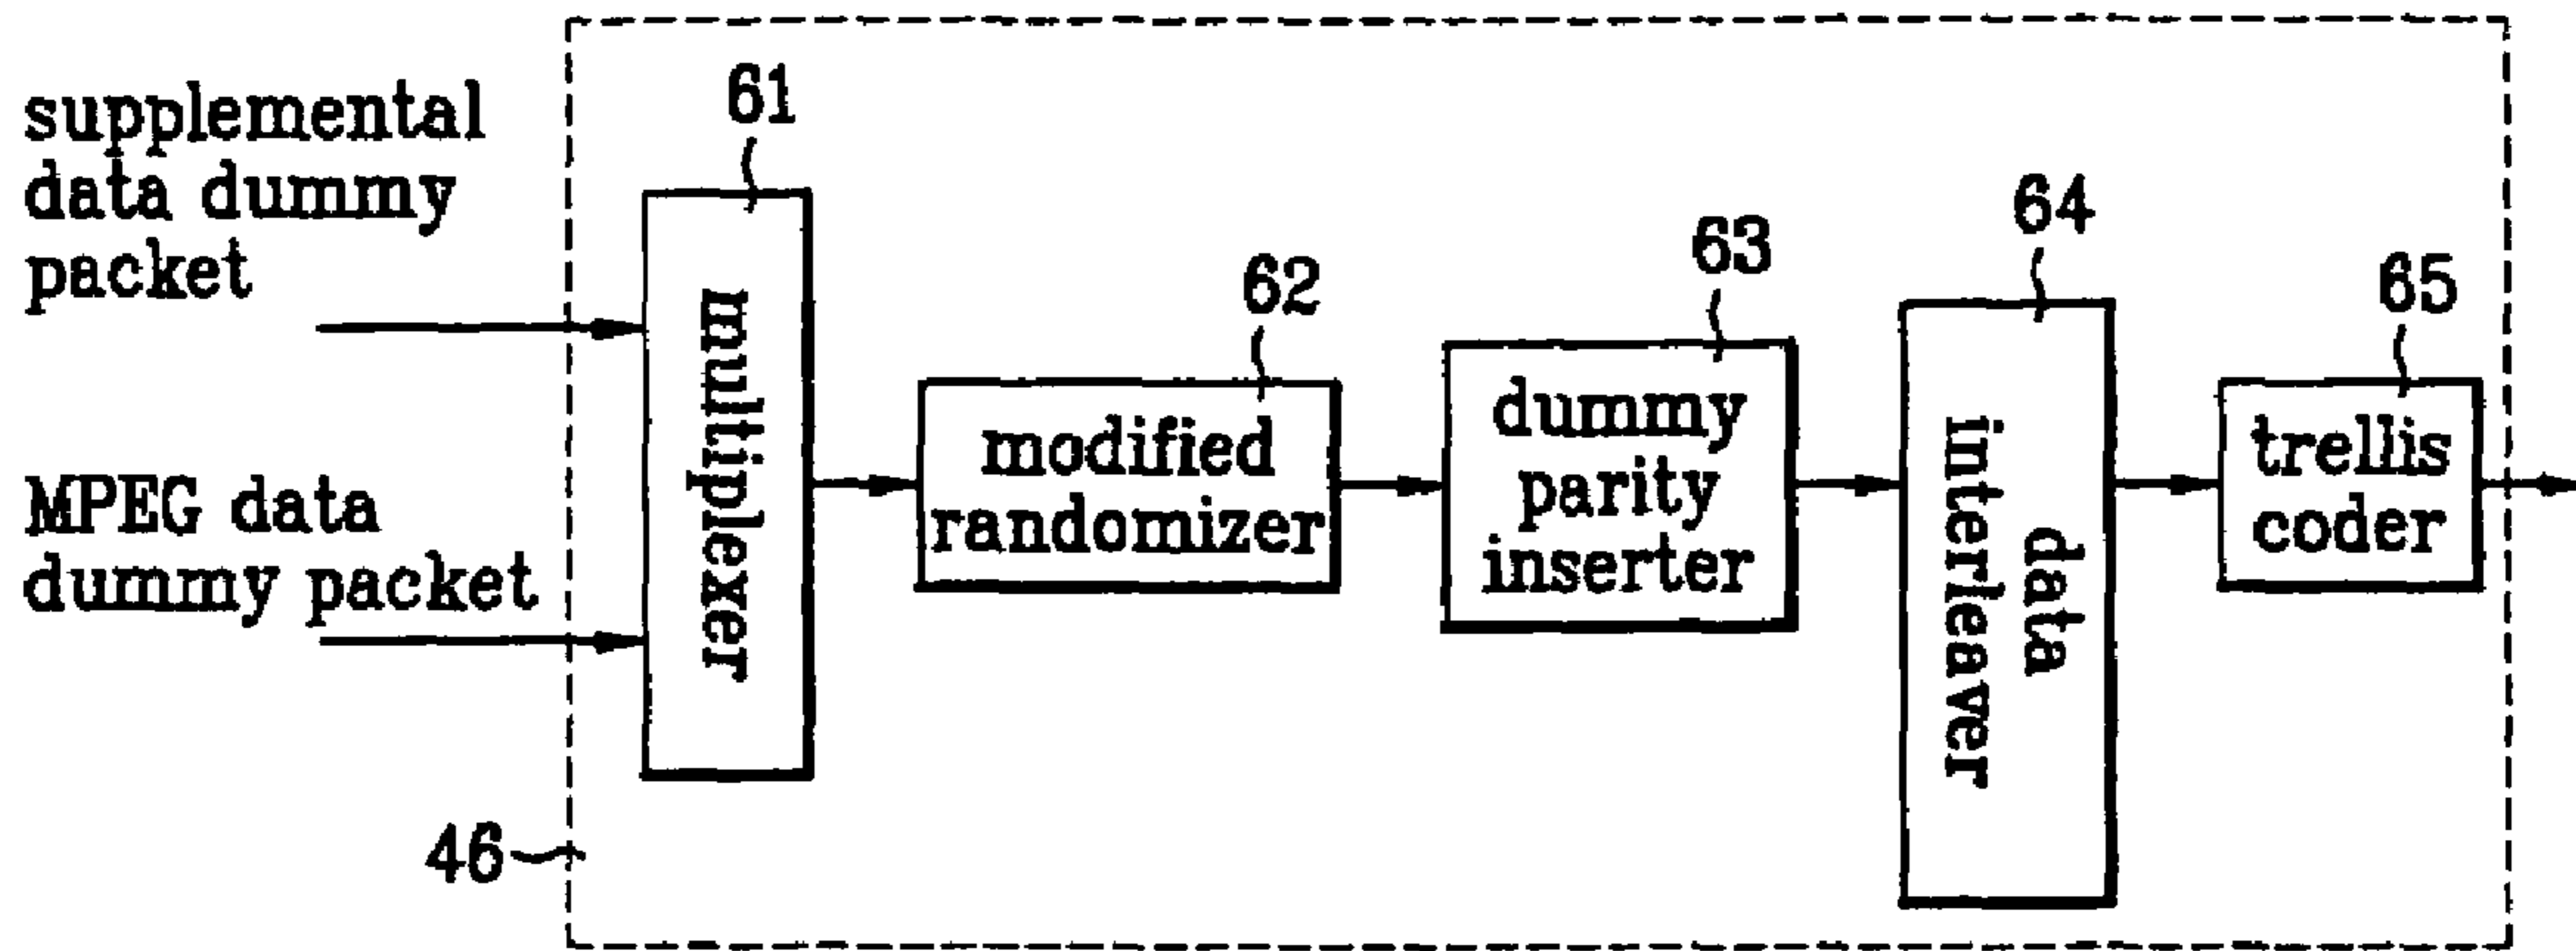 supplemental
data dummy
packet
MPEG data
dummy packet
46
61
multiplexer
62
modified
randomizer
63
dummy
parity
inserter
64
data
interleaver
65
trellis
coder